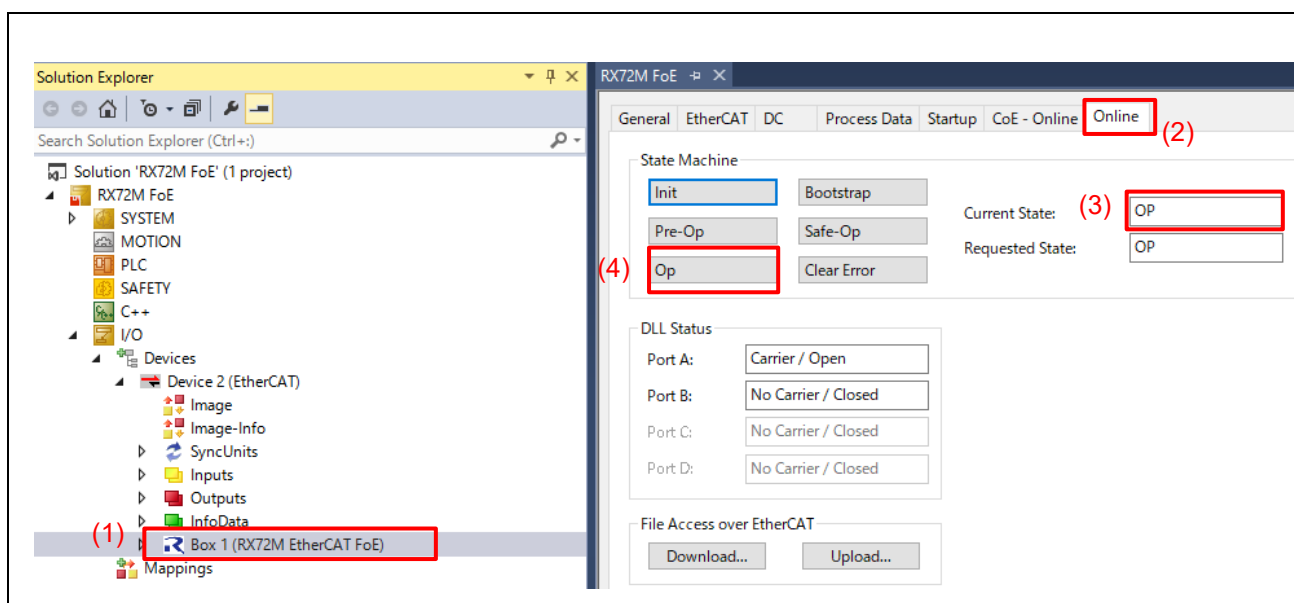 Solution Explorer
Search Solution Explorer (Ctrl+:)
Solution 'RX72M FoE' (1 project)
RX72M FoE
SYSTEM
MOTION
PLC
SAFETY
C++
I/O
Devices
Device 2 (EtherCAT)
Image
Image-Info
SyncUnits
Inputs
Outputs
InfoData
(1)
Box 1 (RX72M EtherCAT FoE)
Mappings
RX72M FoE
General EtherCAT DC Process Data Startup CoE - Online Online
(2)
State Machine
Init Bootstrap
Current State: (3) OP
Pre-Op Safe-Op
Requested State: OP
(4) Op Clear Error
DLL Status
Port A: Carrier / Open
Port B: No Carrier / Closed
Port C: No Carrier / Closed
Port D: No Carrier / Closed
File Access over EtherCAT
Download... Upload...